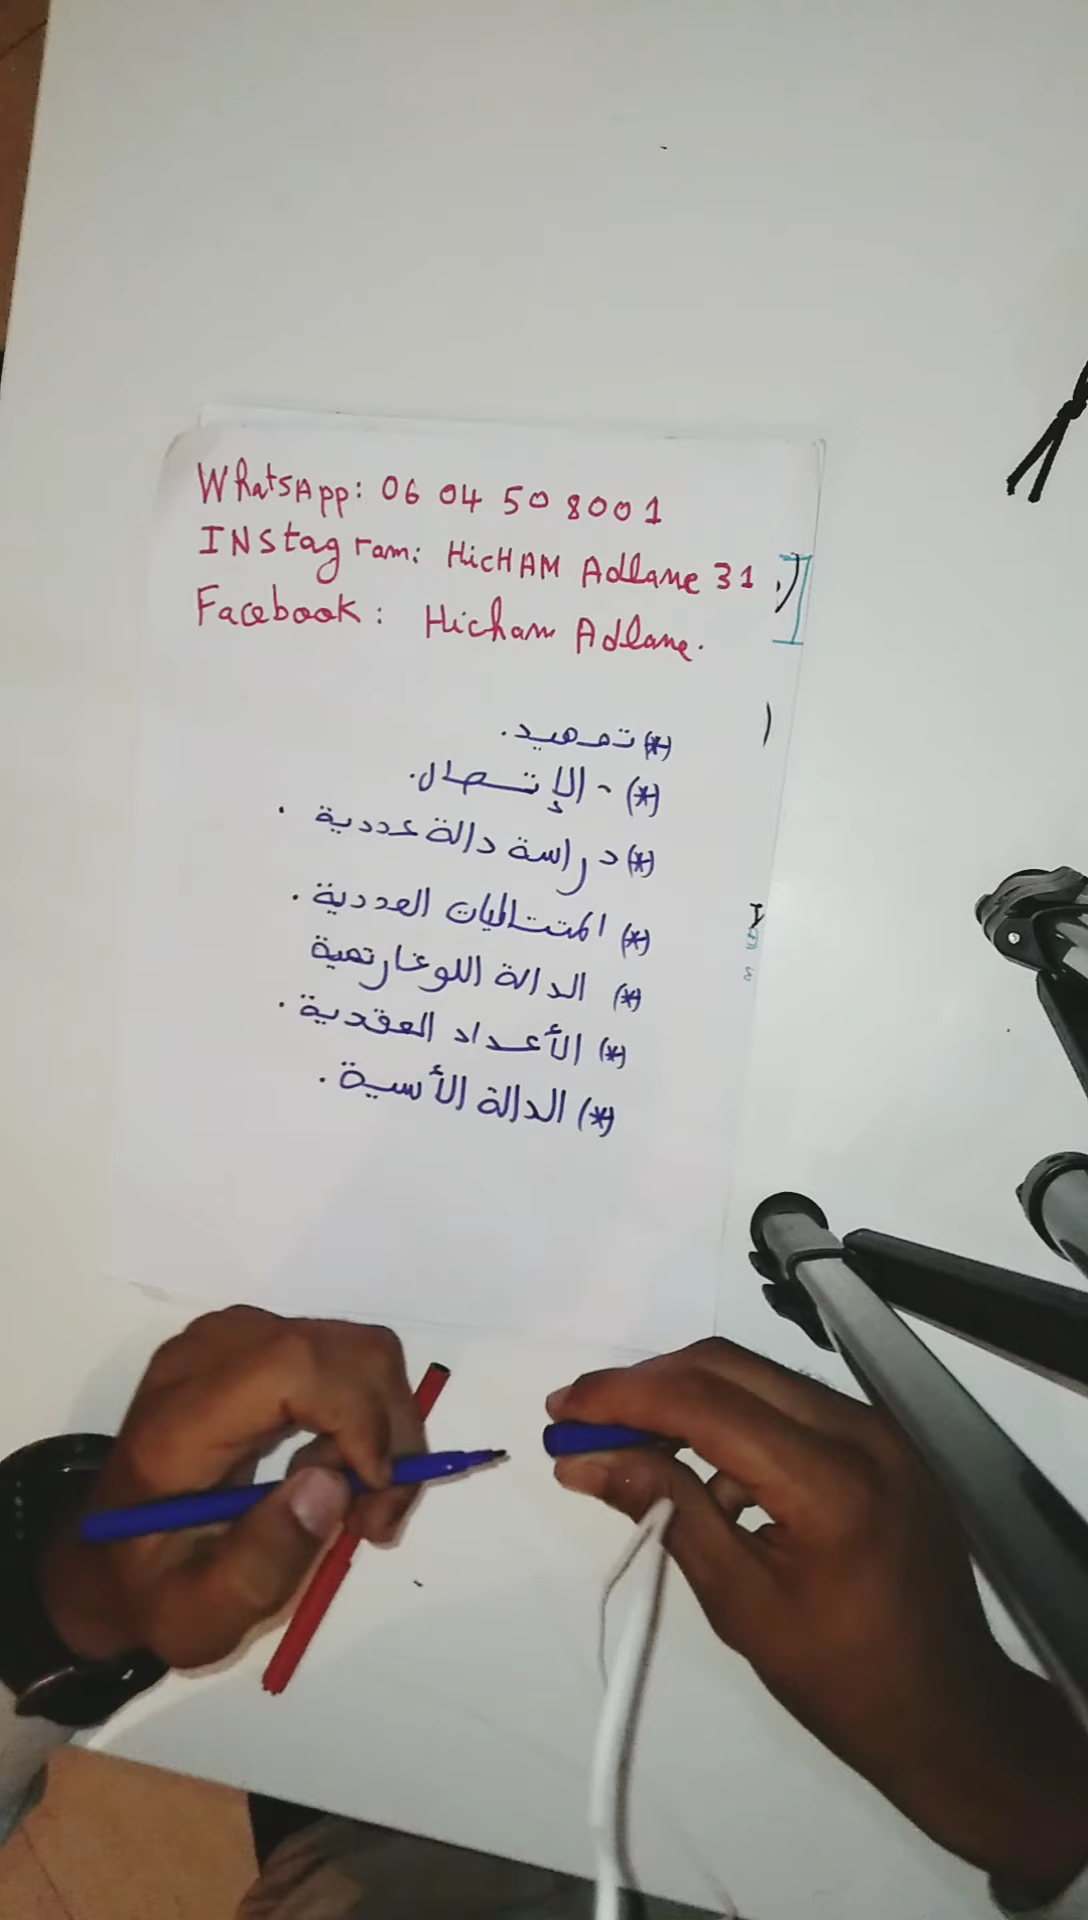 WhatsApp: 06 04 50 8001
INstagram: HicHAM Adlane 31
Facebook: Hicham Adlane.
(*) تمهيد.
(*) - الإتصال.
(*) دراسة دالة عددية.
(*) المتتاليات العددية.
(*) الدالة اللوغارتمية
(*) الأعداد العقدية.
(*) الدالة الأسية.